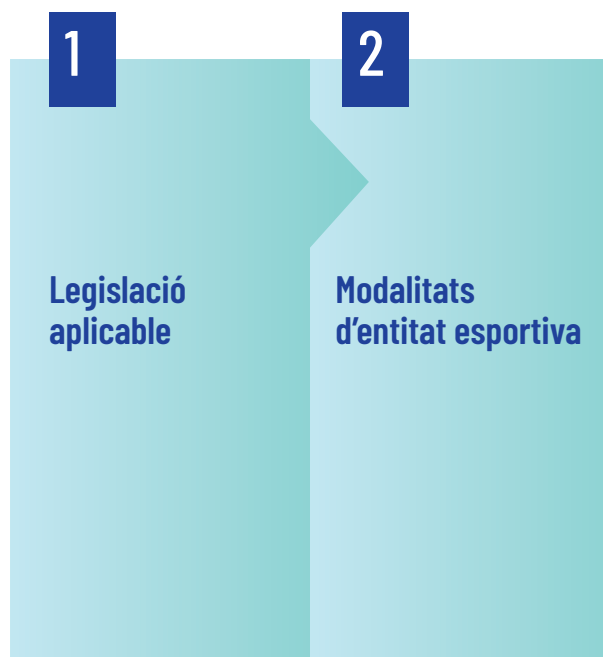 1
Legislació
aplicable
2
Modalitats
d’entitat esportiva